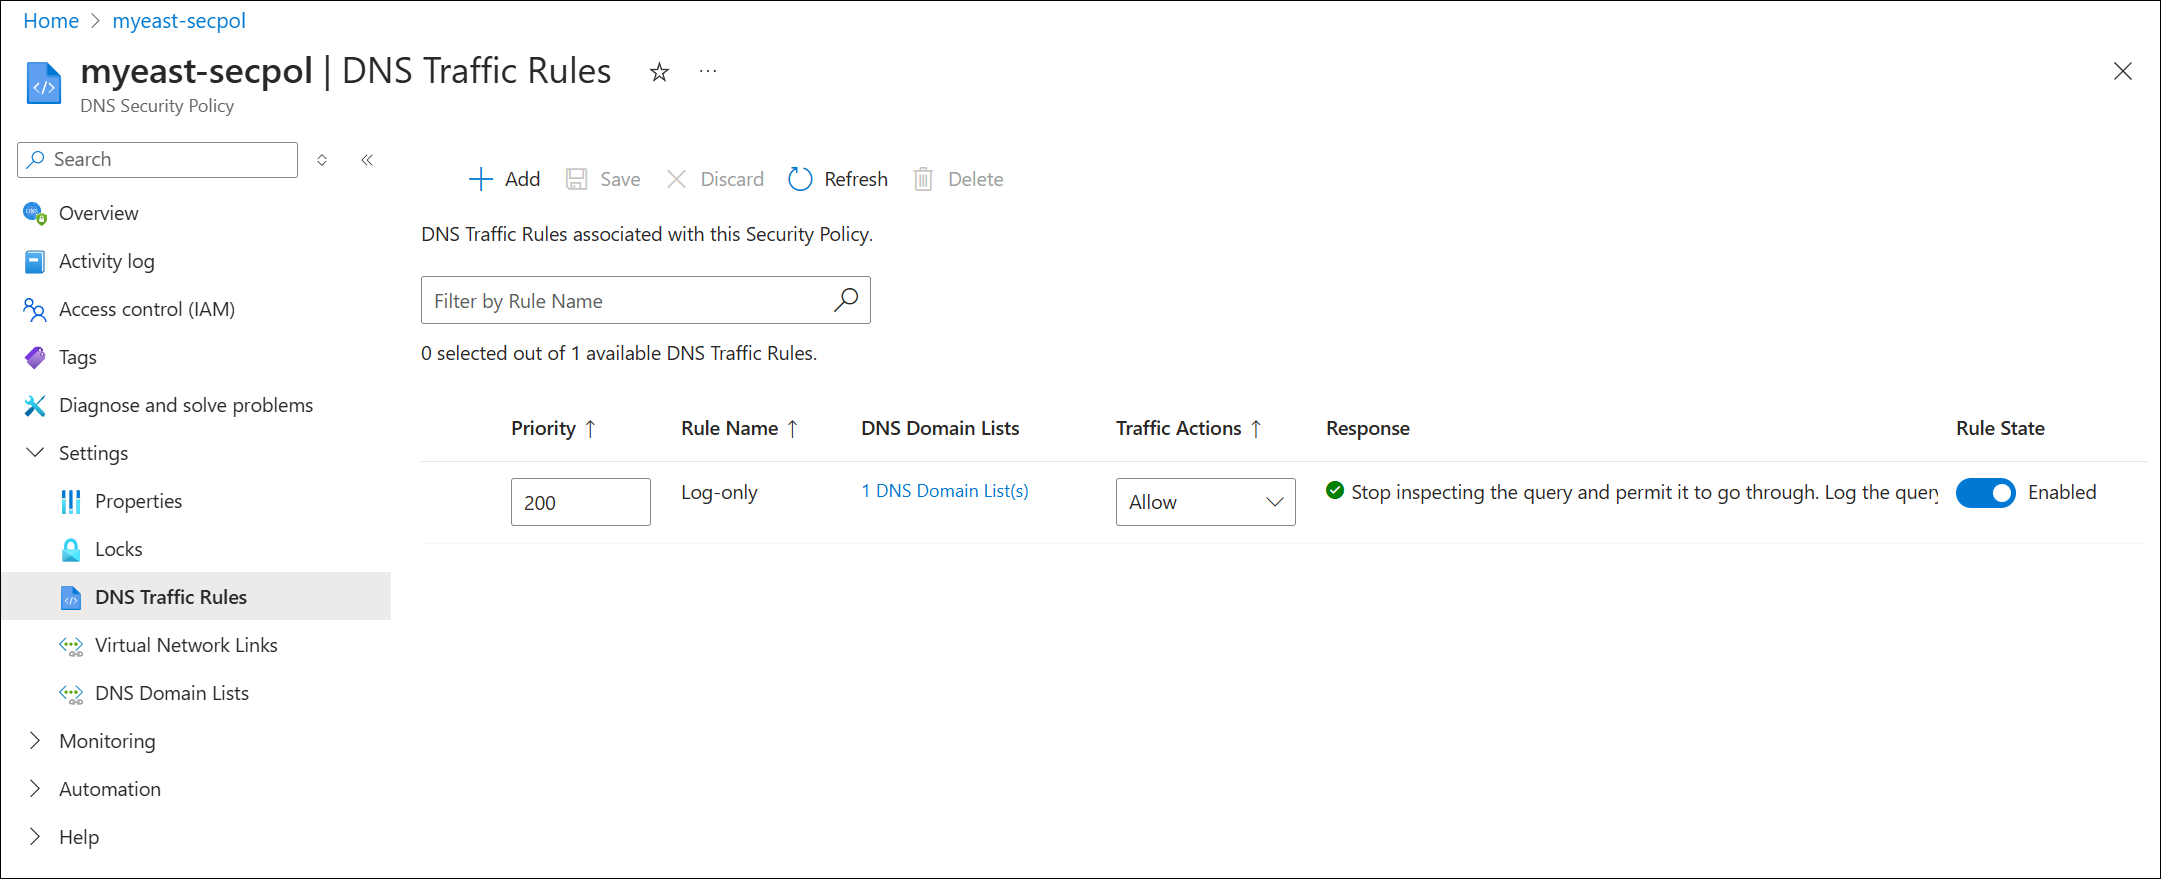 Home > myeast-secpol
myeast-secpol | DNS Traffic Rules
DNS Security Policy
Search
Add Save Discard Refresh Delete
Overview
Activity log
Access control (IAM)
Tags
Diagnose and solve problems
Settings
Properties
Locks
DNS Traffic Rules
Virtual Network Links
DNS Domain Lists
Monitoring
Automation
Help
DNS Traffic Rules associated with this Security Policy.
Filter by Rule Name
0 selected out of 1 available DNS Traffic Rules.
Priority ↑ Rule Name ↑ DNS Domain Lists Traffic Actions ↑ Response Rule State
200 Log-only 1 DNS Domain List(s) Allow Stop inspecting the query and permit it to go through. Log the query Enabled